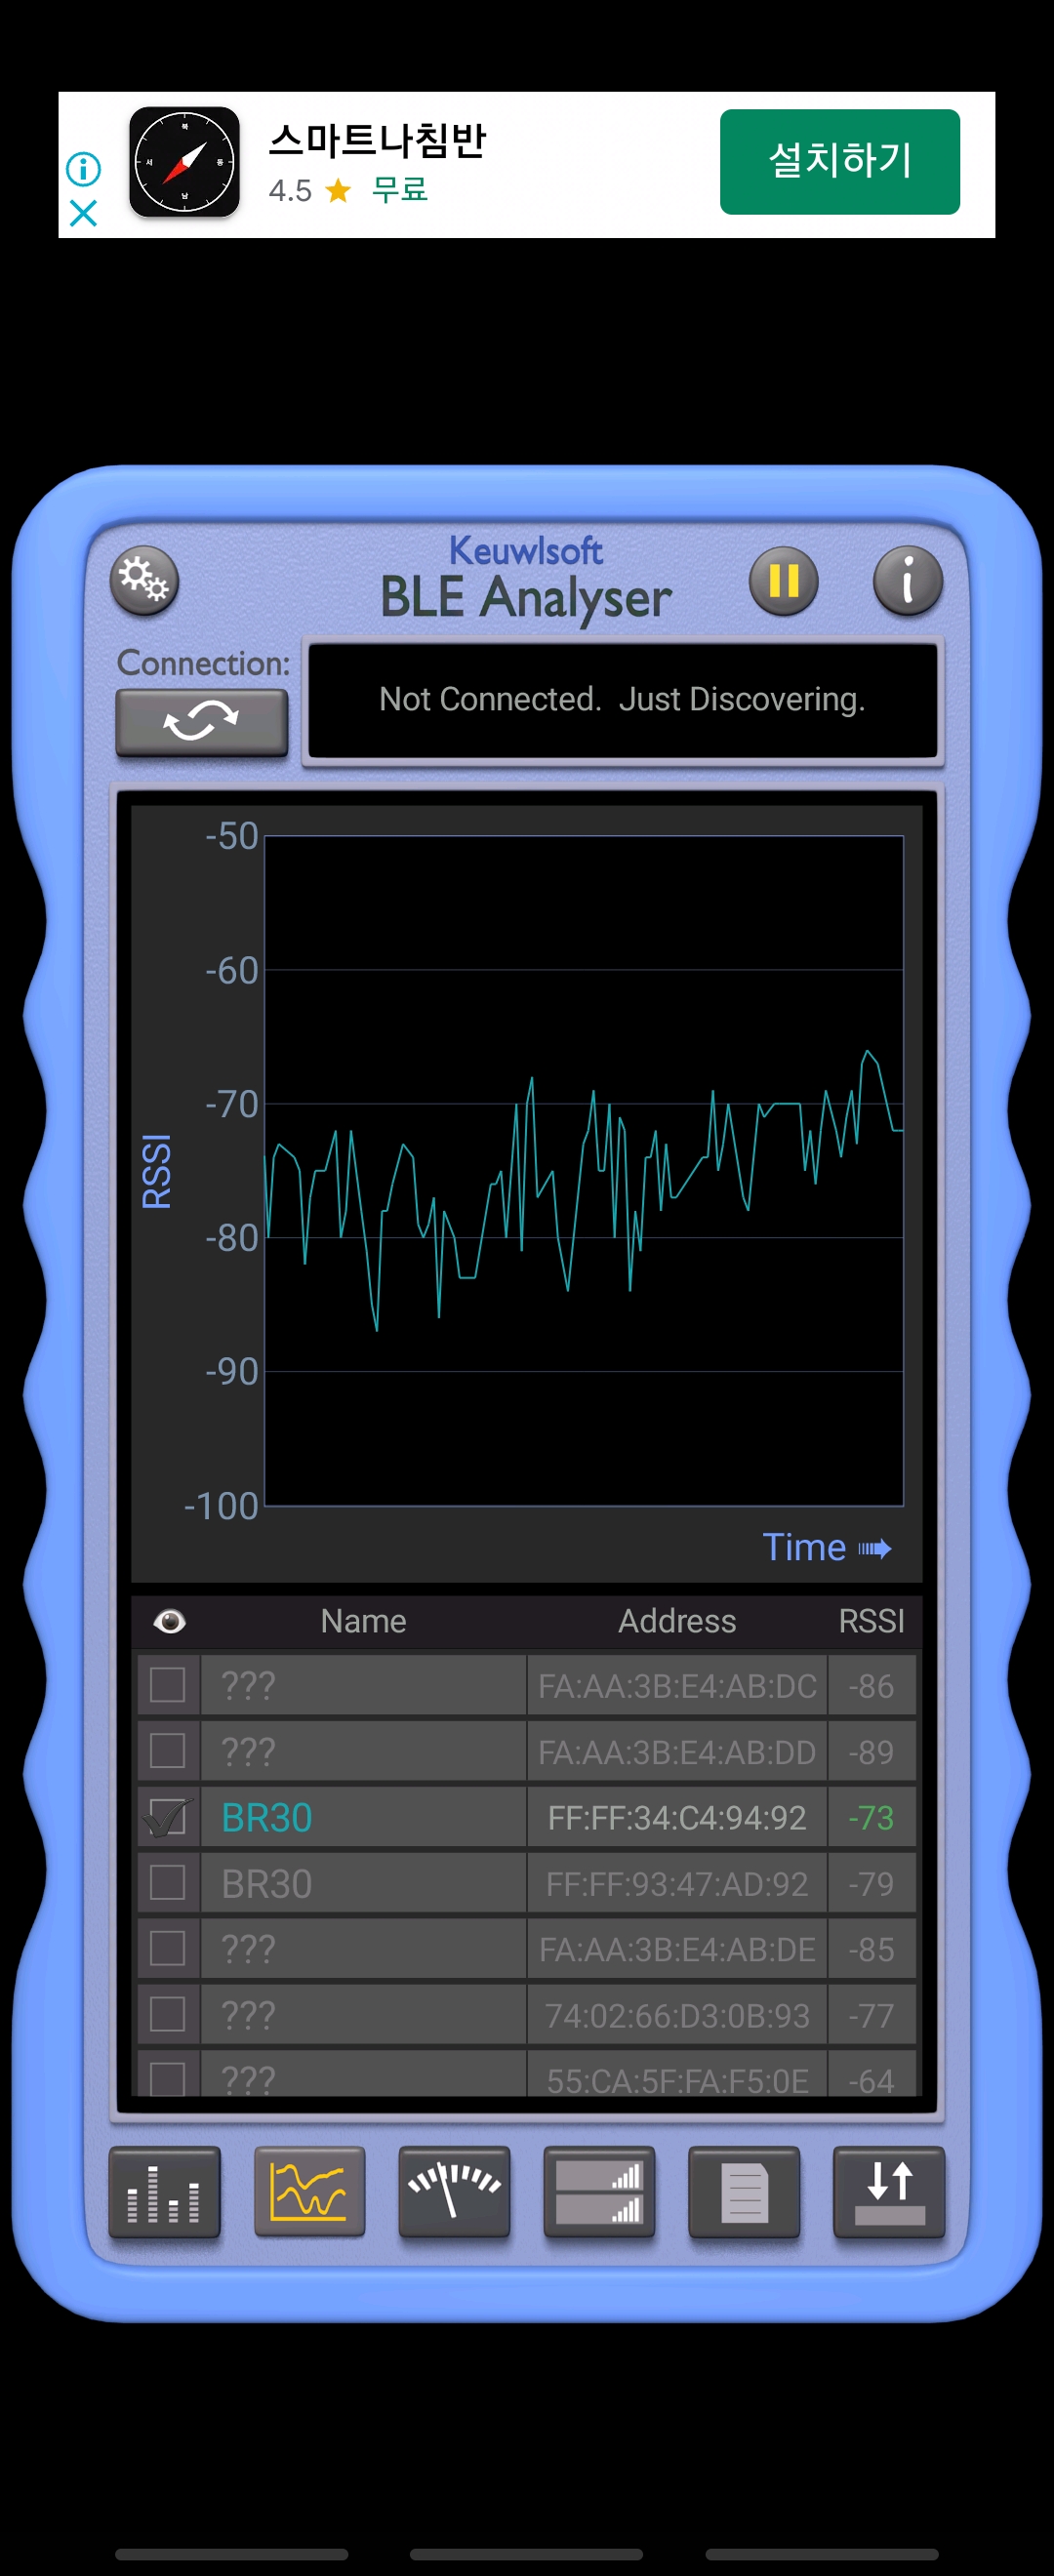 스마트나침반
4.5 ★ 무료
설치하기
북
서 동
남
Keuwlsoft
BLE Analyser
Connection:
Not Connected. Just Discovering.
-50
-60
-70
-80
-90
-100
RSSI
Time
Name Address RSSI
??? FA:AA:3B:E4:AB:DC -86
??? FA:AA:3B:E4:AB:DD -89
BR30 FF:FF:34:C4:94:92 -73
BR30 FF:FF:93:47:AD:92 -79
??? FA:AA:3B:E4:AB:DE -85
??? 74:02:66:D3:0B:93 -77
??? 55:CA:5F:FA:F5:0E -64